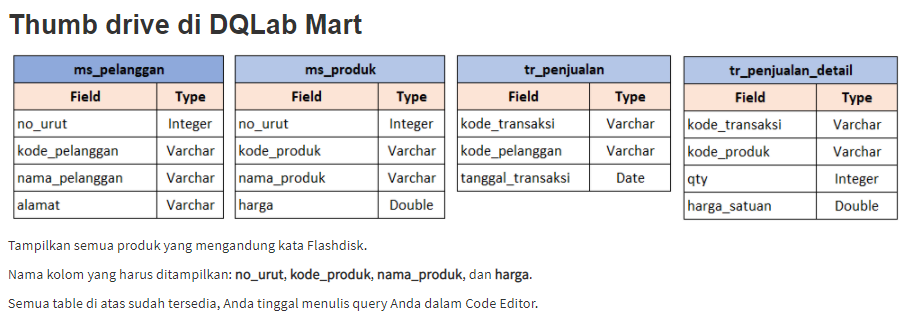 Thumb drive di DQLab Mart
ms_pelanggan
Field Type
no_urut Integer
kode_pelanggan Varchar
nama_pelanggan Varchar
alamat Varchar
ms_produk
Field Type
no_urut Integer
kode_produk Varchar
nama_produk Varchar
harga Double
tr_penjualan
Field Type
kode_transaksi Varchar
kode_pelanggan Varchar
tanggal_transaksi Date
tr_penjualan_detail
Field Type
kode_transaksi Varchar
kode_produk Varchar
qty Integer
harga_satuan Double
Tampilkan semua produk yang mengandung kata Flashdisk.
Nama kolom yang harus ditampilkan: no_urut, kode_produk, nama_produk, dan harga.
Semua table di atas sudah tersedia, Anda tinggal menulis query Anda dalam Code Editor.